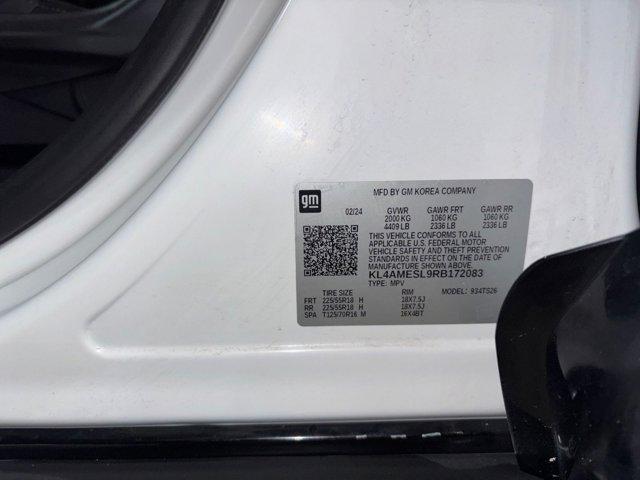 gm
MFD BY GM KOREA COMPANY
02/24 GVWR GAWR FRT GAWR RR
2000 KG 1060 KG 1060 KG
4409 LB 2336 LB 2336 LB
THIS VEHICLE CONFORMS TO ALL
APPLICABLE U.S. FEDERAL MOTOR
VEHICLE SAFETY AND THEFT PREVENTION
STANDARDS IN EFFECT ON THE DATE OF
MANUFACTURE SHOWN ABOVE.
KL4AMESL9RB172083
TYPE: MPV
TIRE SIZE RIM MODEL: 934TS26
FRT 225/55R18 H 18X7.5J
RR 225/55R18 H 18X7.5J
SPA T125/70R16 M 16X4BT